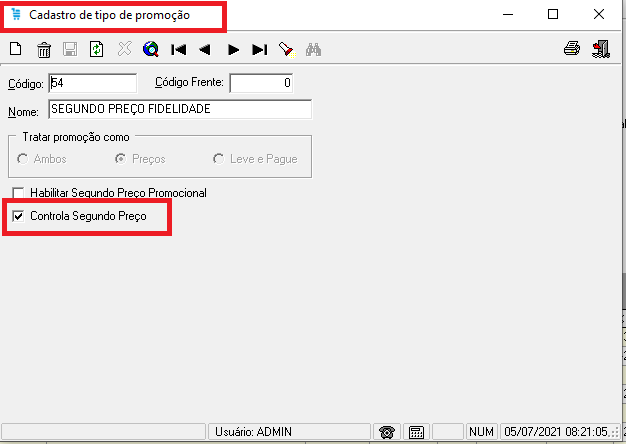 Cadastro de tipo de promoção
Código: 54 Código Frente: 0
Nome: SEGUNDO PREÇO FIDELIDADE
Tratar promoção como
Ambos Preços Leve e Pague
Habilitar Segundo Preço Promocional
Controla Segundo Preço
Usuário: ADMIN NUM 05/07/2021 08:21:05